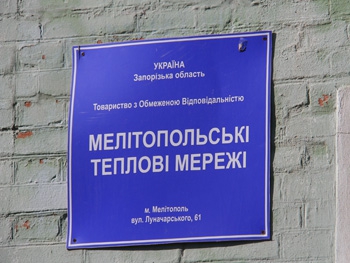 УКРАЇНА
Запорізька область
Товариство з Обмеженою Відповідальністю
МЕЛІТОПОЛЬСЬКІ
ТЕПЛОВІ МЕРЕЖІ
м. Мелітополь
вул. Луначарського, 61